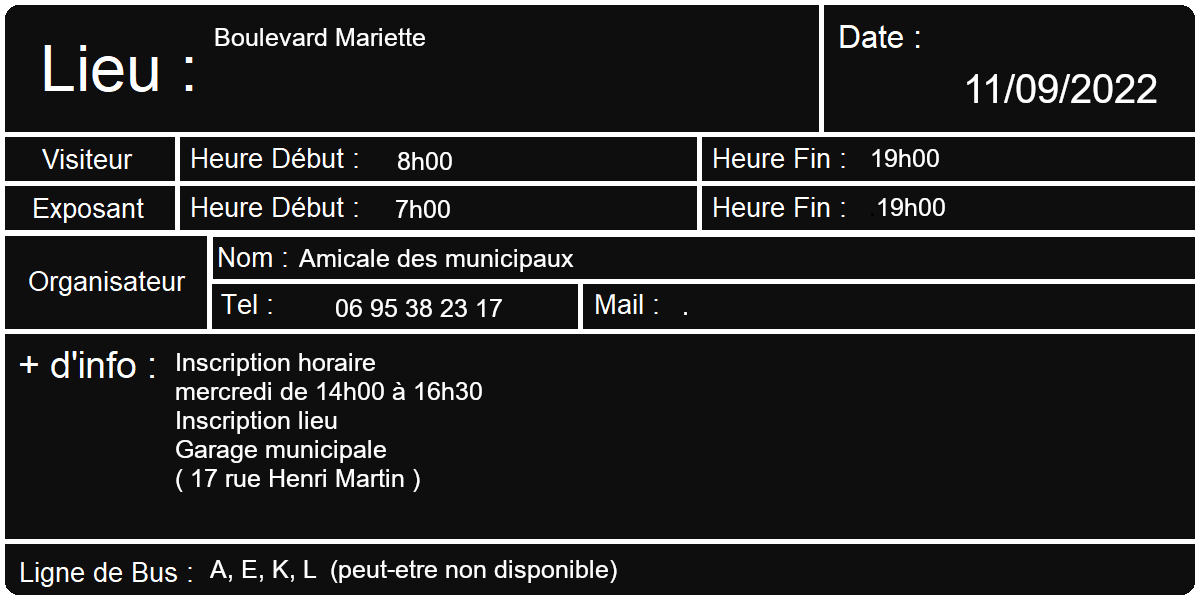 Lieu : Boulevard Mariette
Date :
11/09/2022
Visiteur Heure Début : 8h00 Heure Fin : 19h00
Exposant Heure Début : 7h00 Heure Fin : .19h00
Organisateur
Nom : Amicale des municipaux
Tel : 06 95 38 23 17 Mail : .
+ d'info : Inscription horaire
mercredi de 14h00 à 16h30
Inscription lieu
Garage municipale
( 17 rue Henri Martin )
Ligne de Bus : A, E, K, L (peut-etre non disponible)